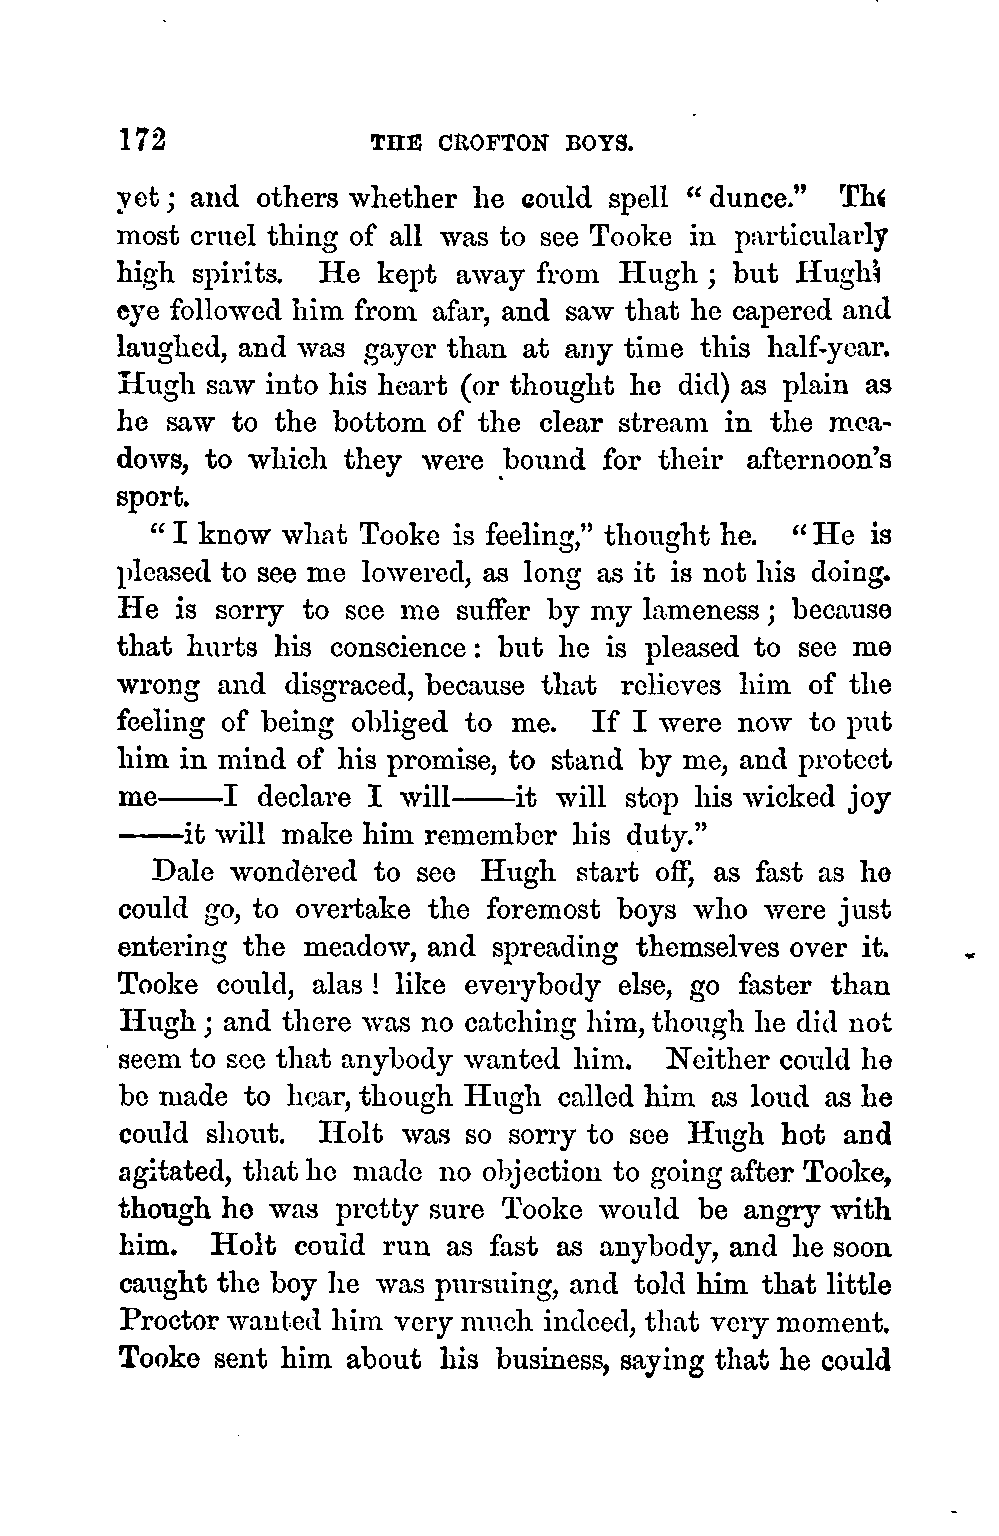 172 THE CROFTON BOYS.
yet; and others whether he could spell “dunce.” The
most cruel thing of all was to see Tooke in particularly
high spirits. He kept away from Hugh; but Hugh's
eye followed him from afar, and saw that he capered and
laughed, and was gayer than at any time this half-year.
Hugh saw into his heart (or thought he did) as plain as
he saw to the bottom of the clear stream in the mea-
dows, to which they were bound for their afternoon's
sport.
“I know what Tooke is feeling,” thought he. “He is
pleased to see me lowered, as long as it is not his doing.
He is sorry to see me suffer by my lameness; because
that hurts his conscience: but he is pleased to see me
wrong and disgraced, because that relieves him of the
feeling of being obliged to me. If I were now to put
him in mind of his promise, to stand by me, and protect
me——I declare I will——it will stop his wicked joy
——it will make him remember his duty.”
Dale wondered to see Hugh start off, as fast as he
could go, to overtake the foremost boys who were just
entering the meadow, and spreading themselves over it.
Tooke could, alas! like everybody else, go faster than
Hugh; and there was no catching him, though he did not
seem to see that anybody wanted him. Neither could he
be made to hear, though Hugh called him as loud as he
could shout. Holt was so sorry to see Hugh hot and
agitated, that he made no objection to going after Tooke,
though he was pretty sure Tooke would be angry with
him. Holt could run as fast as anybody, and he soon
caught the boy he was pursuing, and told him that little
Proctor wanted him very much indeed, that very moment.
Tooke sent him about his business, saying that he could